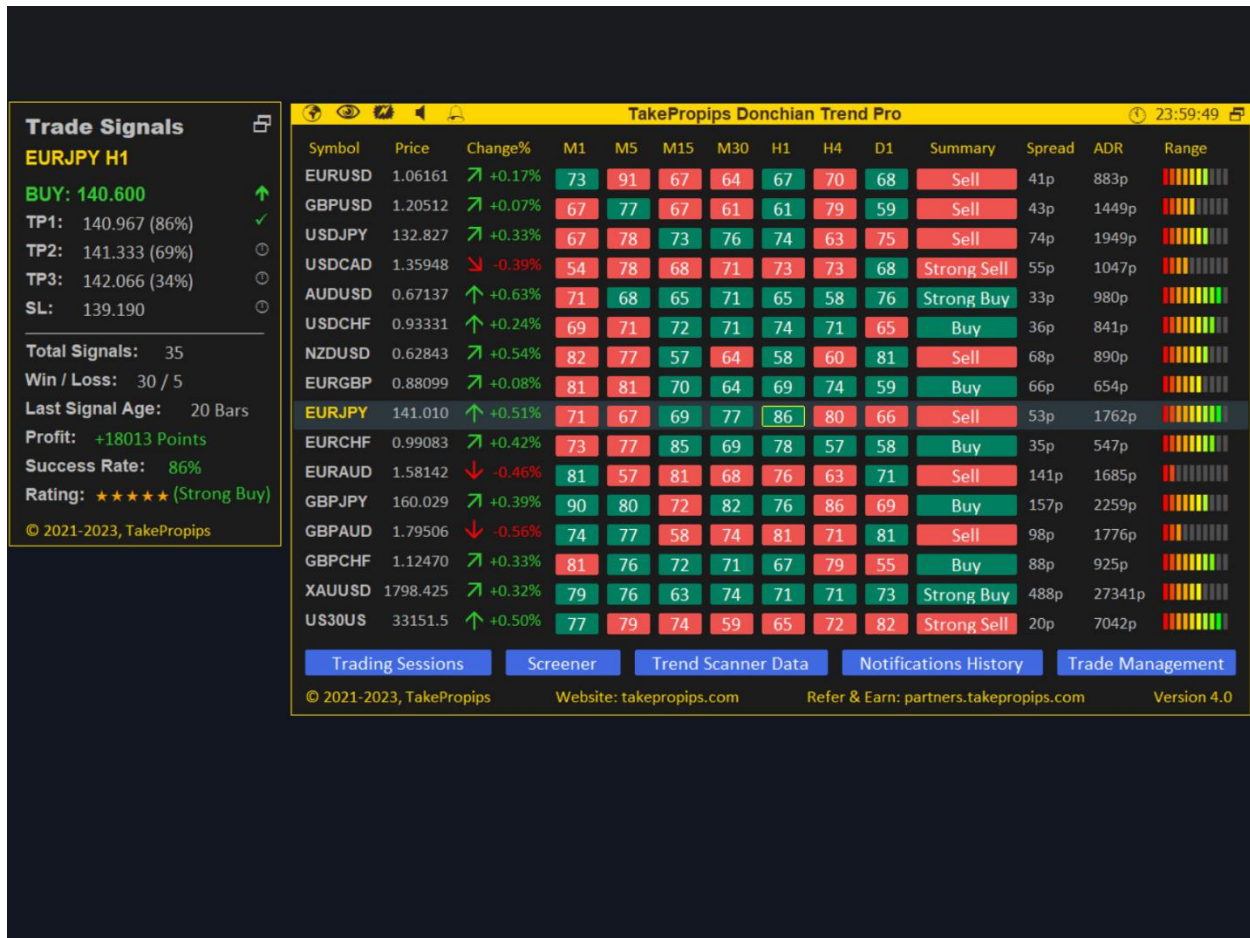 Trade Signals
EURJPY H1
BUY: 140.600
TP1: 140.967 (86%)
TP2: 141.333 (69%)
TP3: 142.066 (34%)
SL: 139.190
Total Signals: 35
Win / Loss: 30 / 5
Last Signal Age: 20 Bars
Profit: +18013 Points
Success Rate: 86%
Rating: ★★★★★ (Strong Buy)
© 2021-2023, TakePropips
TakePropips Donchian Trend Pro 23:59:49
Symbol Price Change% M1 M5 M15 M30 H1 H4 D1 Summary Spread ADR Range
EURUSD 1.06161 +0.17% 73 91 67 64 67 70 68 Sell 41p 883p
GBPUSD 1.20512 +0.07% 67 77 67 61 61 79 59 Sell 43p 1449p
USDJPY 132.827 +0.33% 67 78 73 76 74 63 75 Sell 74p 1949p
USDCAD 1.35948 -0.39% 54 78 68 71 73 73 68 Strong Sell 55p 1047p
AUDUSD 0.67137 +0.63% 71 68 65 71 65 58 76 Strong Buy 33p 980p
USDCHF 0.93331 +0.24% 69 71 72 71 74 71 65 Buy 36p 841p
NZDUSD 0.62843 +0.54% 82 77 57 64 58 60 81 Sell 68p 890p
EURGBP 0.88099 +0.08% 81 81 70 64 69 74 59 Buy 66p 654p
EURJPY 141.010 +0.51% 71 67 69 77 86 80 66 Sell 53p 1762p
EURCHF 0.99083 +0.42% 73 77 85 69 78 57 58 Buy 35p 547p
EURAUD 1.58142 -0.46% 81 57 81 68 76 63 71 Sell 141p 1685p
GBPJPY 160.029 +0.39% 90 80 72 82 76 86 69 Buy 157p 2259p
GBPAUD 1.79506 -0.56% 74 77 58 74 81 71 81 Sell 98p 1776p
GBPCHF 1.12470 +0.33% 81 76 72 71 67 79 55 Buy 88p 925p
XAUUSD 1798.425 +0.32% 79 76 63 74 71 71 73 Strong Buy 488p 27341p
US30US 33151.5 +0.50% 77 79 74 59 65 72 82 Strong Sell 20p 7042p
Trading Sessions Screener Trend Scanner Data Notifications History Trade Management
© 2021-2023, TakePropips Website: takepropips.com Refer & Earn: partners.takepropips.com Version 4.0